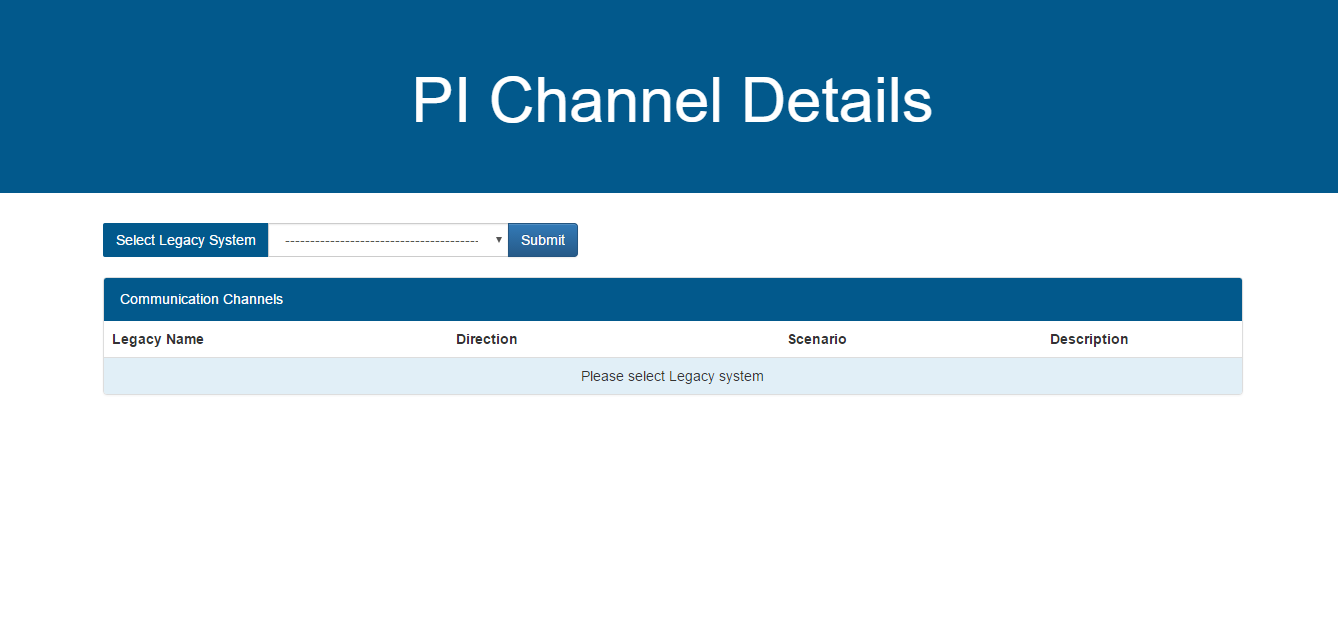 PI Channel Details
Select Legacy System --------------------------------------- Submit
Communication Channels
Legacy Name Direction Scenario Description
Please select Legacy system